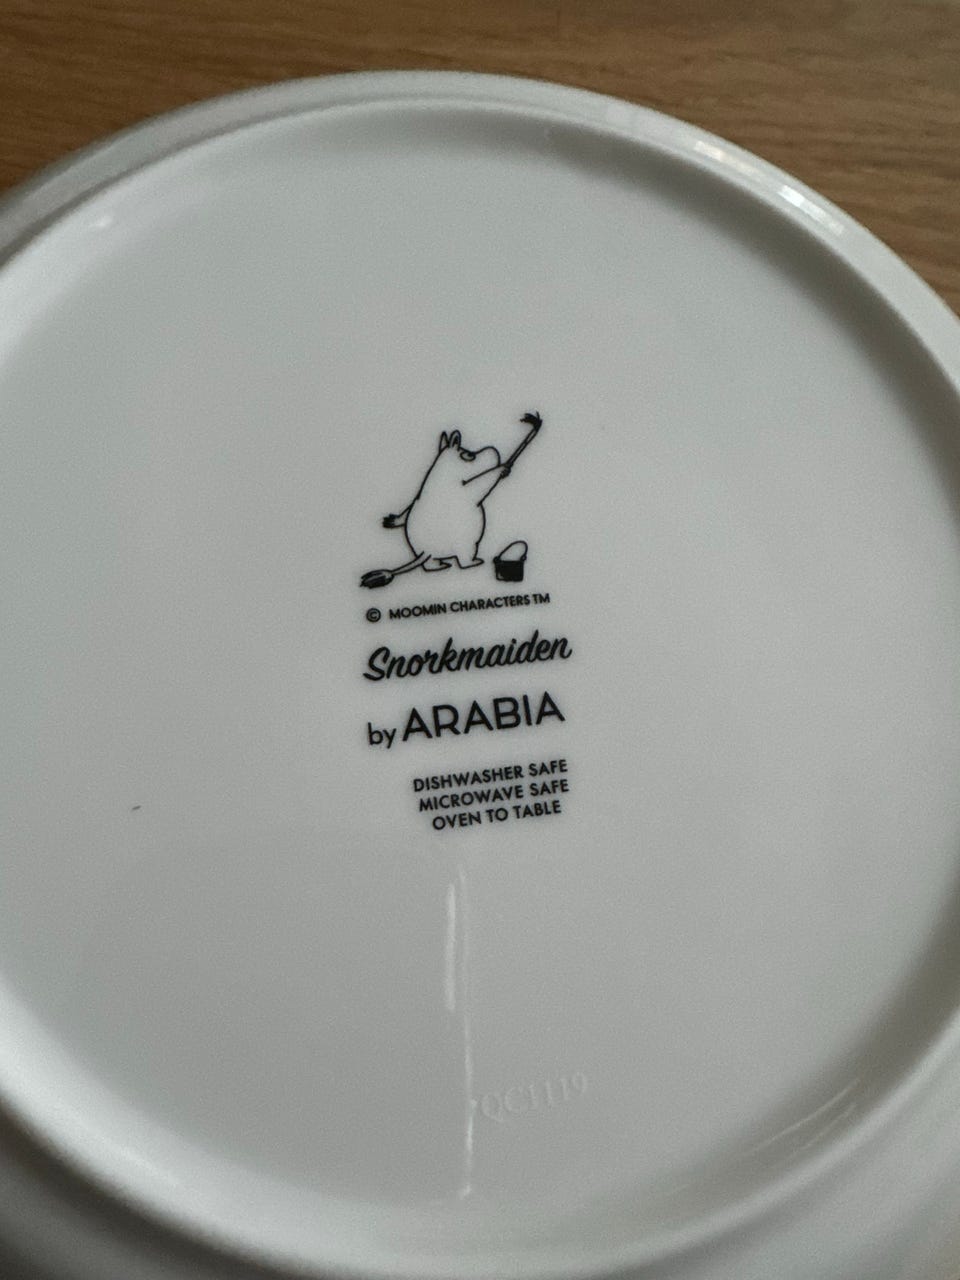 © MOOMIN CHARACTERS TM
Snorkmaiden
by ARABIA
DISHWASHER SAFE
MICROWAVE SAFE
OVEN TO TABLE
QC1119